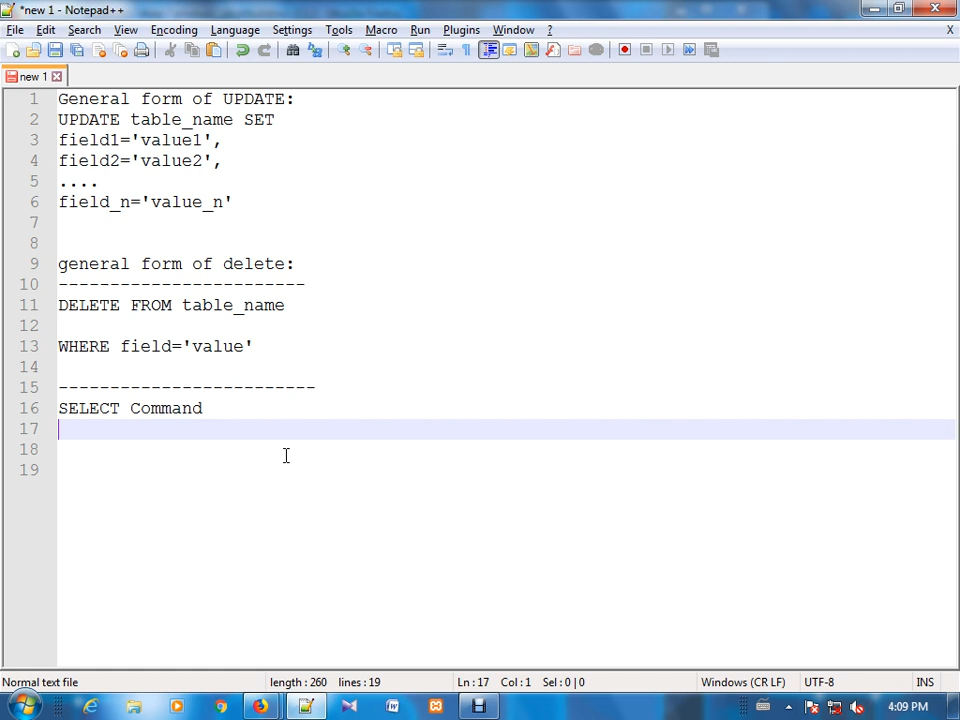 *new 1 - Notepad++
File Edit Search View Encoding Language Settings Tools Macro Run Plugins Window ? X
new 1
1 General form of UPDATE:
2 UPDATE table_name SET
3 field1='value1',
4 field2='value2',
5 ....
6 field_n='value_n'
7
8
9 general form of delete:
10 ------------------------
11 DELETE FROM table_name
12
13 WHERE field='value'
14
15 -------------------------
16 SELECT Command
17
18
19
Normal text file length : 260 lines : 19 Ln : 17 Col : 1 Sel : 0 | 0 Windows (CR LF) UTF-8 INS
4:09 PM